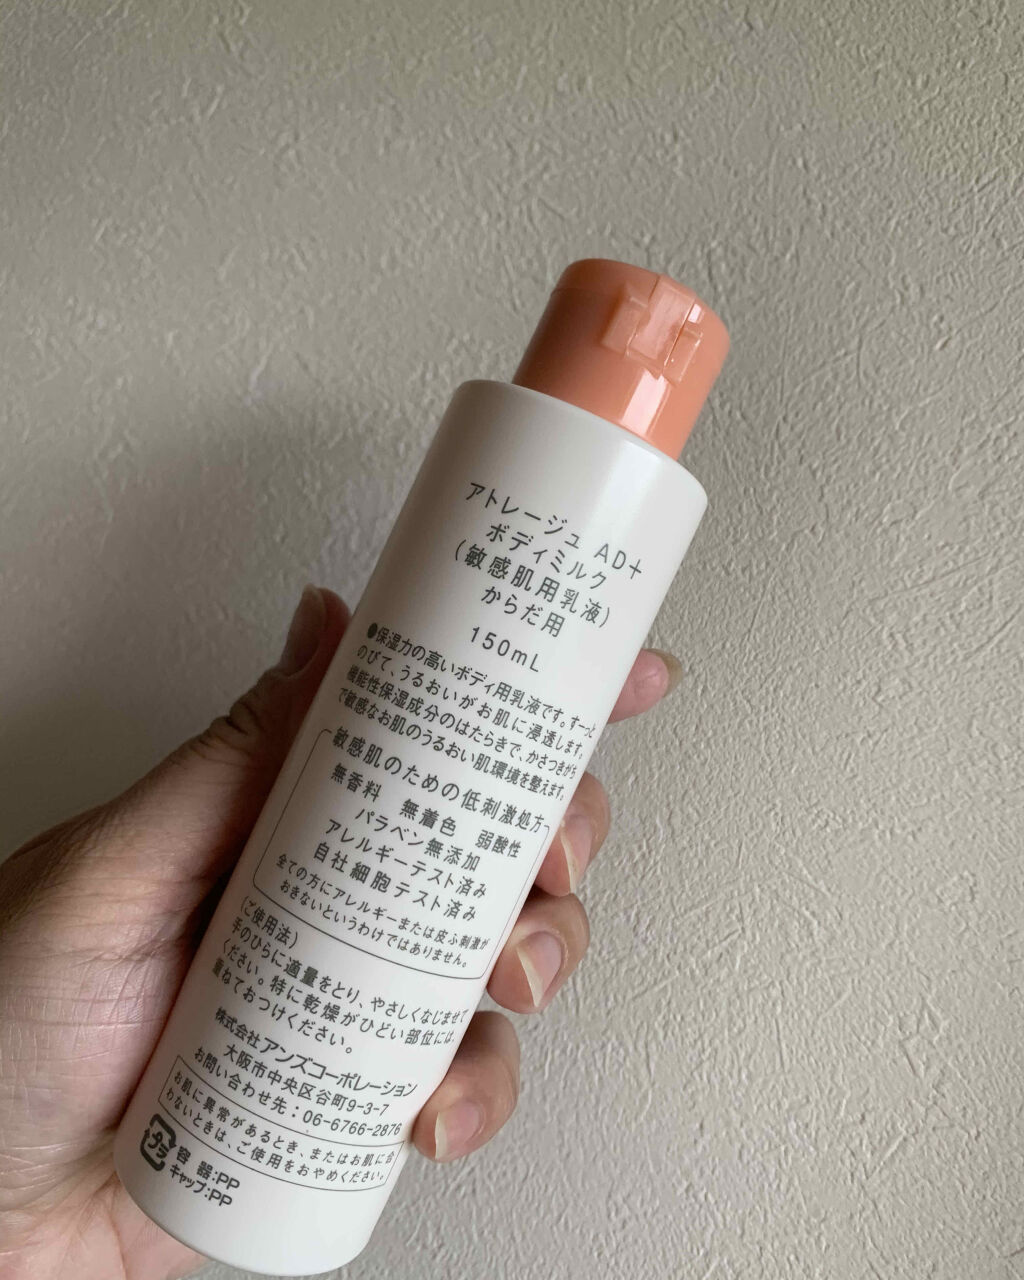 アトレージュ AD+
ボディミルク
(敏感肌用乳液)
からだ用
150mL
●保湿力の高いボディ用乳液です。すーっと
のびて、うるおいがお肌に浸透します。
機能性保湿成分のはたらきで、かさつきがち
で敏感なお肌のうるおい肌環境を整えます。
敏感肌のための低刺激処方
無香料 無着色 弱酸性
パラベン無添加
アレルギーテスト済み
自社細胞テスト済み
全ての方にアレルギーまたは皮ふ刺激が
おきないというわけではありません。
(ご使用法)
手のひらに適量をとり、やさしくなじませて
ください。特に乾燥がひどい部位には、
重ねておつけください。
株式会社アンズコーポレーション
大阪市中央区谷町9-3-7
お問い合わせ先:06-6766-2876
お肌に異常があるとき、またはお肌に合
わないときは、ご使用をおやめください。
プラ
容 器:PP
キャップ:PP